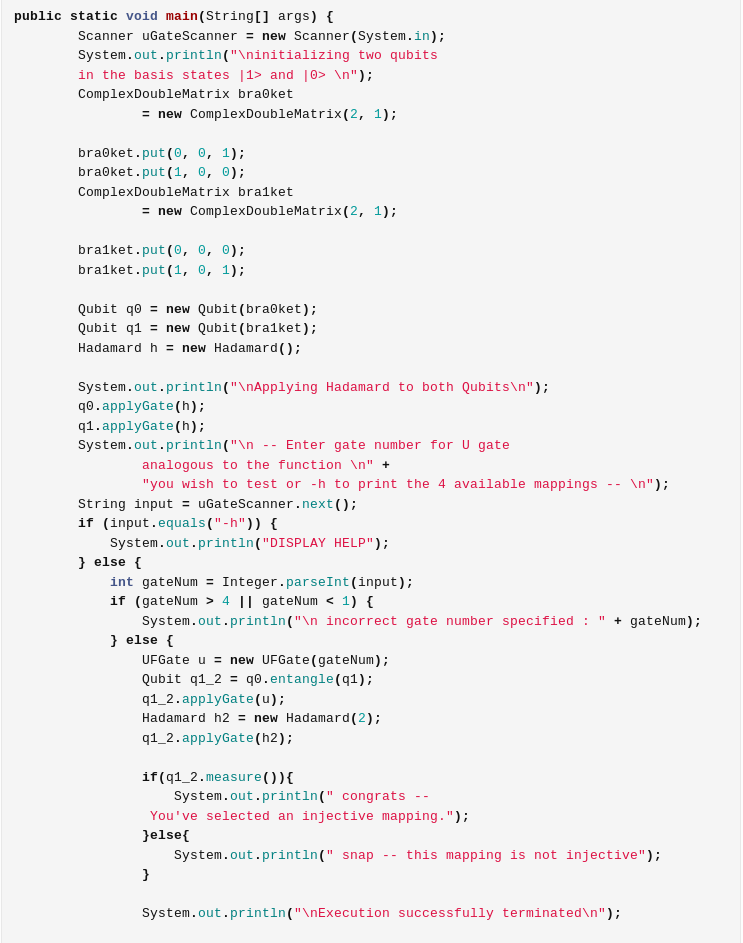 public static void main(String[] args) {
        Scanner uGateScanner = new Scanner(System.in);
        System.out.println("\ninitializing two qubits
        in the basis states |1> and |0> \n");
        ComplexDoubleMatrix bra0ket
                = new ComplexDoubleMatrix(2, 1);

        bra0ket.put(0, 0, 1);
        bra0ket.put(1, 0, 0);
        ComplexDoubleMatrix bra1ket
                = new ComplexDoubleMatrix(2, 1);

        bra1ket.put(0, 0, 0);
        bra1ket.put(1, 0, 1);

        Qubit q0 = new Qubit(bra0ket);
        Qubit q1 = new Qubit(bra1ket);
        Hadamard h = new Hadamard();

        System.out.println("\nApplying Hadamard to both Qubits\n");
        q0.applyGate(h);
        q1.applyGate(h);
        System.out.println("\n -- Enter gate number for U gate
                analogous to the function \n" +
                "you wish to test or -h to print the 4 available mappings -- \n");
        String input = uGateScanner.next();
        if (input.equals("-h")) {
            System.out.println("DISPLAY HELP");
        } else {
            int gateNum = Integer.parseInt(input);
            if (gateNum > 4 || gateNum < 1) {
                System.out.println("\n incorrect gate number specified : " + gateNum);
            } else {
                UFGate u = new UFGate(gateNum);
                Qubit q1_2 = q0.entangle(q1);
                q1_2.applyGate(u);
                Hadamard h2 = new Hadamard(2);
                q1_2.applyGate(h2);

                if(q1_2.measure()){
                    System.out.println(" congrats --
                 You've selected an injective mapping.");
                }else{
                    System.out.println(" snap -- this mapping is not injective");
                }

                System.out.println("\nExecution successfully terminated\n");